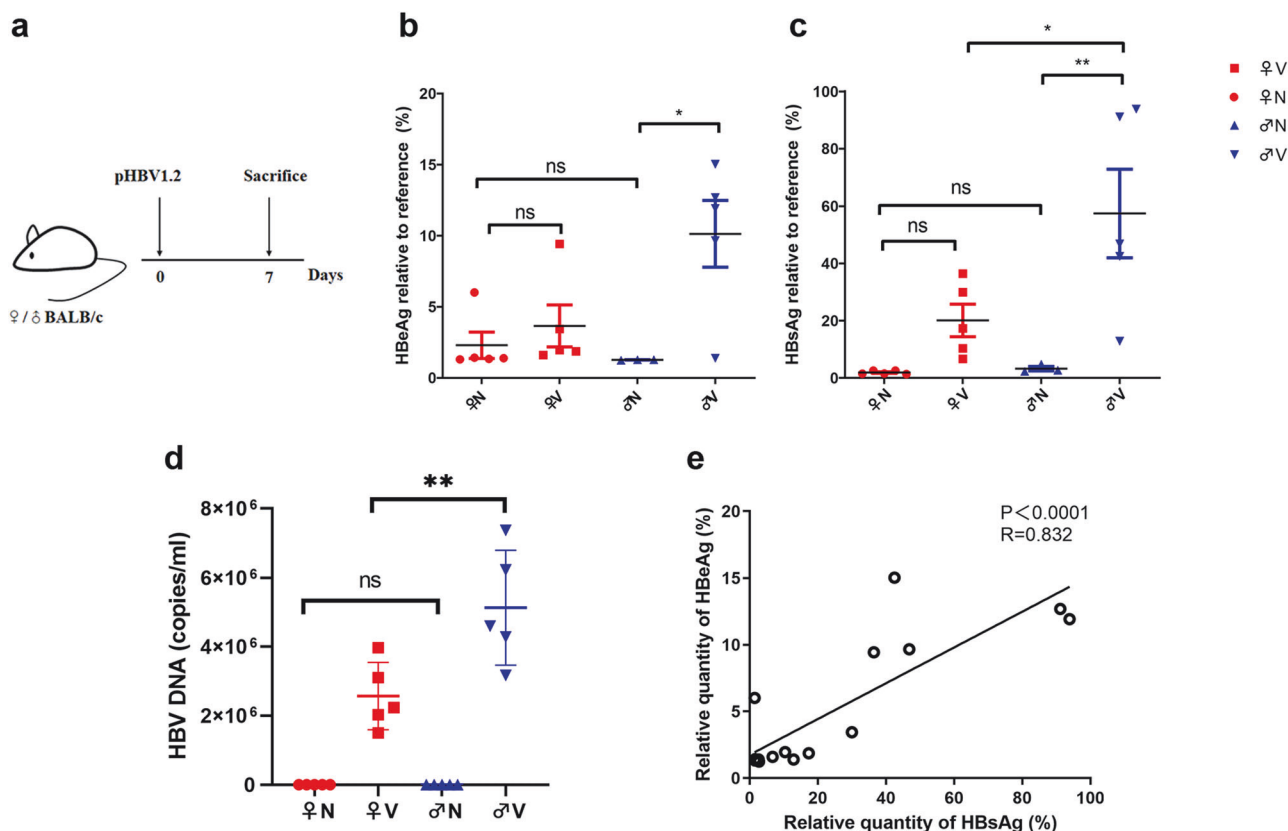 a
pHBV1.2
Sacrifice
0
7
Days
♀/♂ BALB/c
b
HBeAg relative to reference (%)
20
15
10
5
0
ns
ns
*
♀N
♀V
♂N
♂V
c
HBsAg relative to reference (%)
100
80
60
40
20
0
ns
ns
**
*
♀N
♀V
♂N
♂V
♀V
♀N
♂N
♂V
d
HBV DNA (copies/ml)
8×10⁶
6×10⁶
4×10⁶
2×10⁶
0
ns
**
♀N
♀V
♂N
♂V
e
Relative quantity of HBeAg (%)
20
15
10
5
0
P<0.0001
R=0.832
0
20
40
60
80
100
Relative quantity of HBsAg (%)